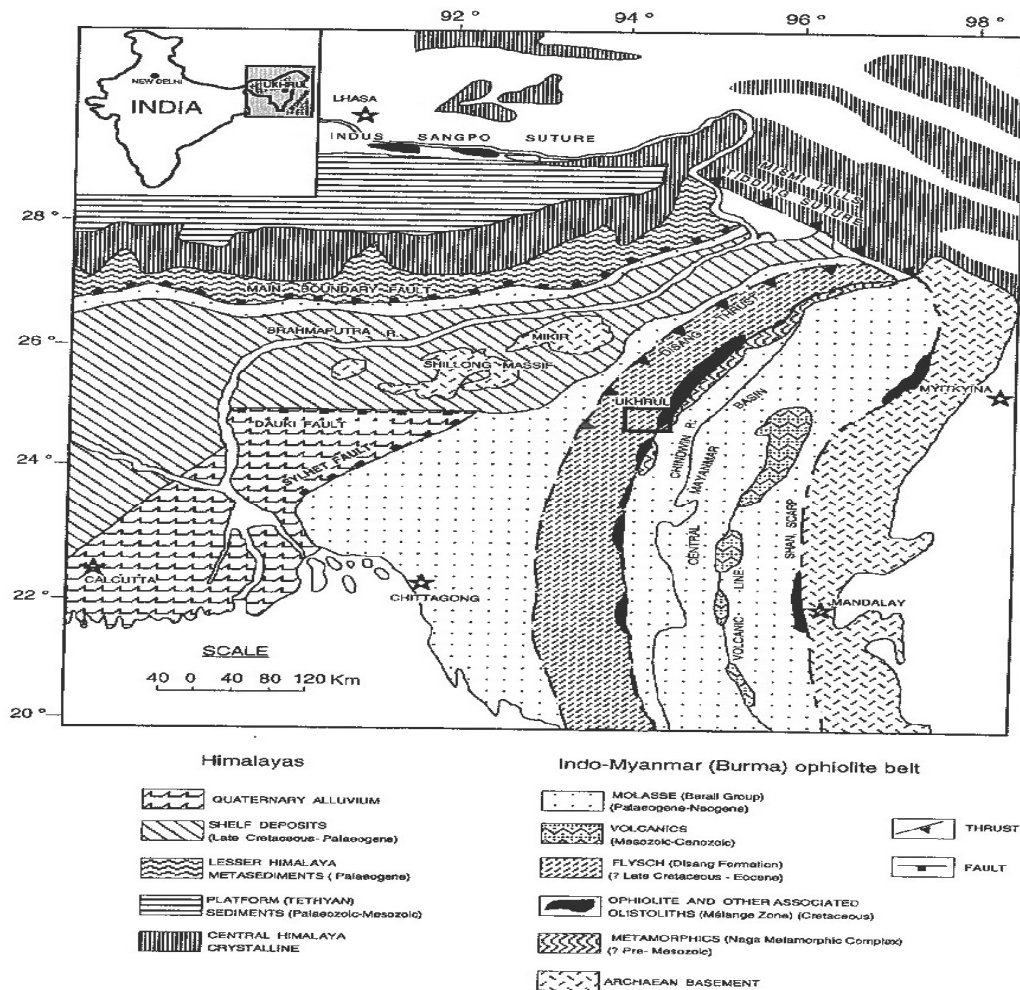 92 °
94 °
96 °
98 °
NEW DELHI
UKHRUL
INDIA
LHASA
INDUS SANGPO SUTURE
MISMI HILLS
TIDDING SUTURE
28°
MAIN BOUNDARY FAULT
BRAHMAPUTRA R.
MIKIR
26°
SHILLONG MASSIF
DISANG THRUST
MYITKYINA
UKHRUL
DAUKI FAULT
SYLHET FAULT
CHINDWIN R.
BASIN
MAYANMAR
CENTRAL
24°
SHAN SCARP
VOLCANIC LINE
CALCUTTA
CHITTAGONG
22°
MANDALAY
SCALE
40 0 40 80 120 Km
20°
Himalayas
QUATERNARY ALLUVIUM
SHELF DEPOSITS
(Late Cretaceous- Palaeogene)
LESSER HIMALAYA
METASEDIMENTS ( Palaeogene)
PLATFORM (TETHYAN)
SEDIMENTS (Palaeozoic-Mesozoic)
CENTRAL HIMALAYA
CRYSTALLINE
Indo-Myanmar (Burma) ophiolite belt
MOLASSE (Barail Group)
(Palaeogene-Neogene)
VOLCANICS
(Mesozoic-Cenozoic)
FLYSCH (Disang Formation)
(? Late Cretaceous - Eocene)
OPHIOLITE AND OTHER ASSOCIATED
OLISTOLITHS (Mélange Zone) (Cretaceous)
METAMORPHICS (Naga Metamorphic Complex)
(? Pre-Mesozoic)
ARCHAEAN BASEMENT
THRUST
FAULT